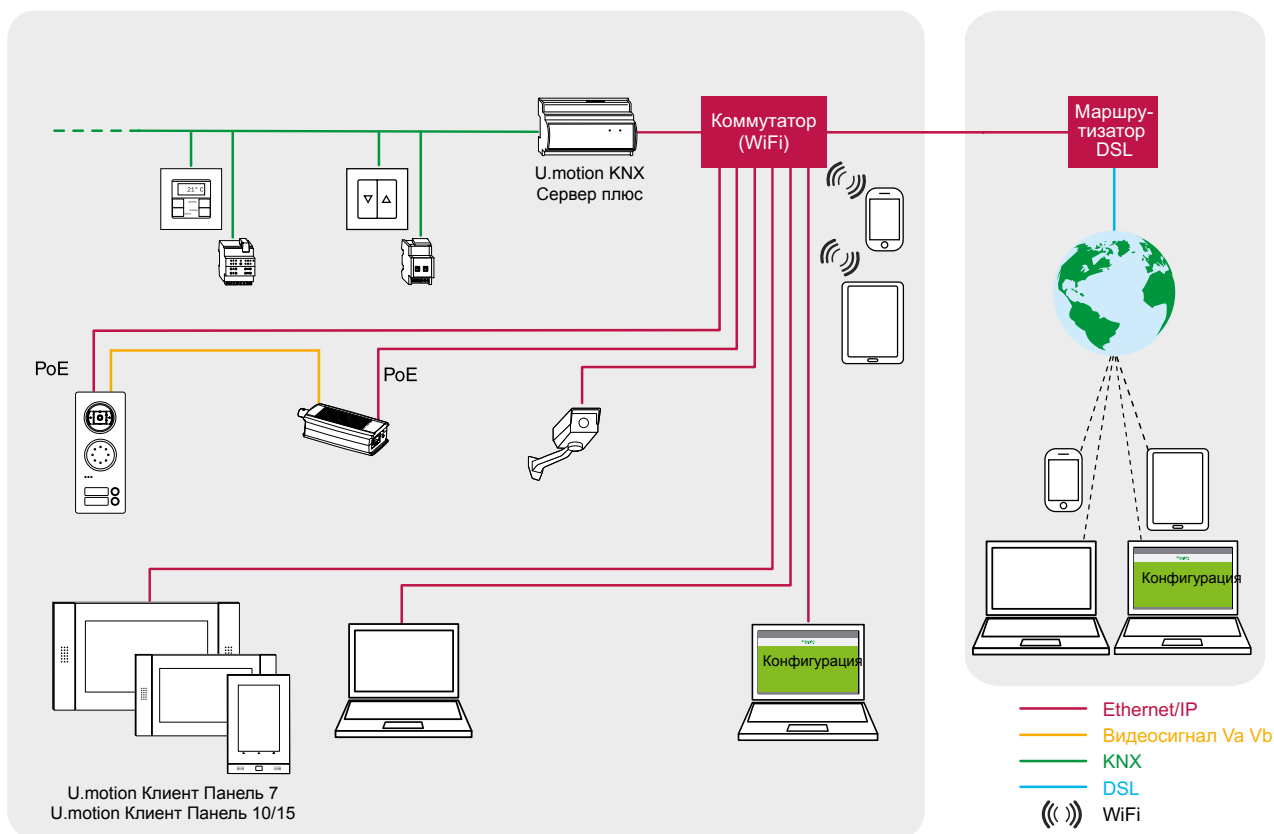 Коммутатор
(WiFi)
Маршру-
тизатор
DSL
U.motion KNX
Сервер плюс
21° C
PoE
PoE
Конфигурация
Конфигурация
U.motion Клиент Панель 7
U.motion Клиент Панель 10/15
Ethernet/IP
Видеосигнал Va Vb
KNX
DSL
WiFi